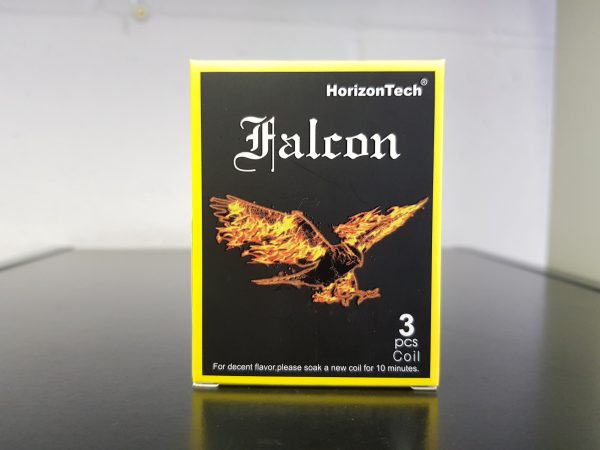 HorizonTech®
Falcon
3
pcs
Coil
For decent flavor,please soak a new coil for 10 minutes.